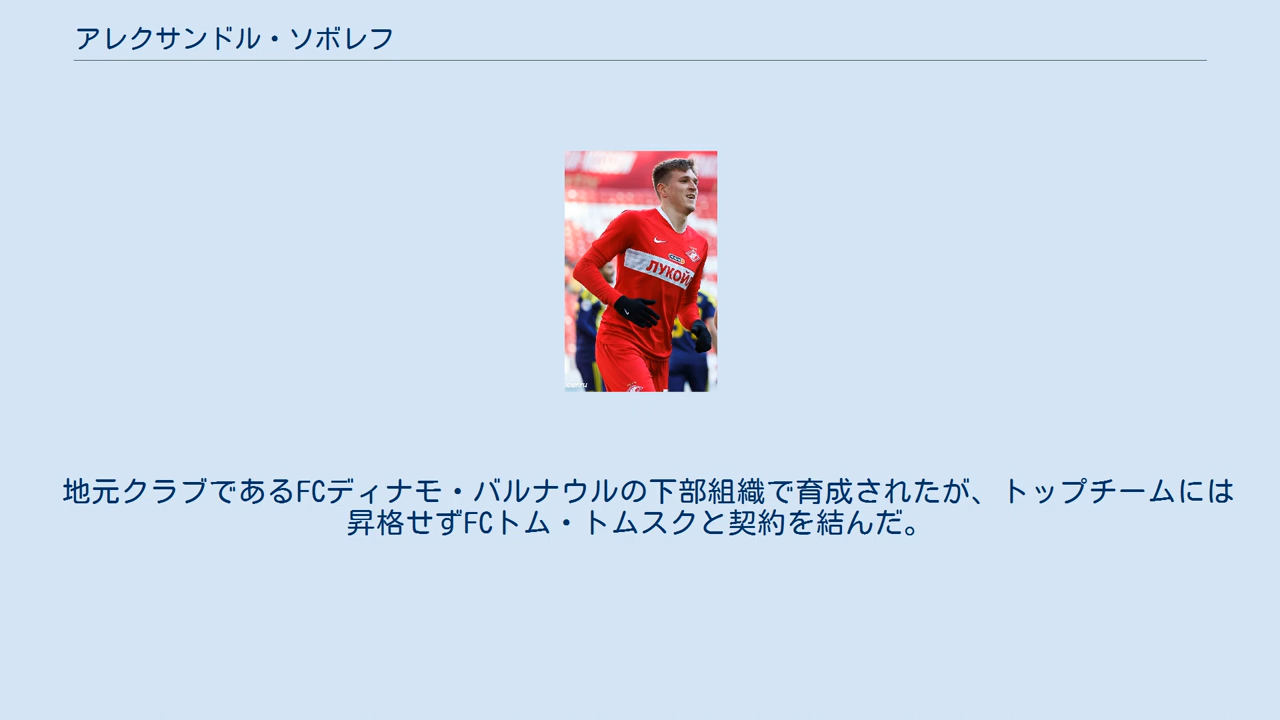 アレクサンドル・ソボレフ
ЛУКОЙ
地元クラブであるFCディナモ・バルナウルの下部組織で育成されたが、トップチームには
昇格せずFCトム・トムスクと契約を結んだ。